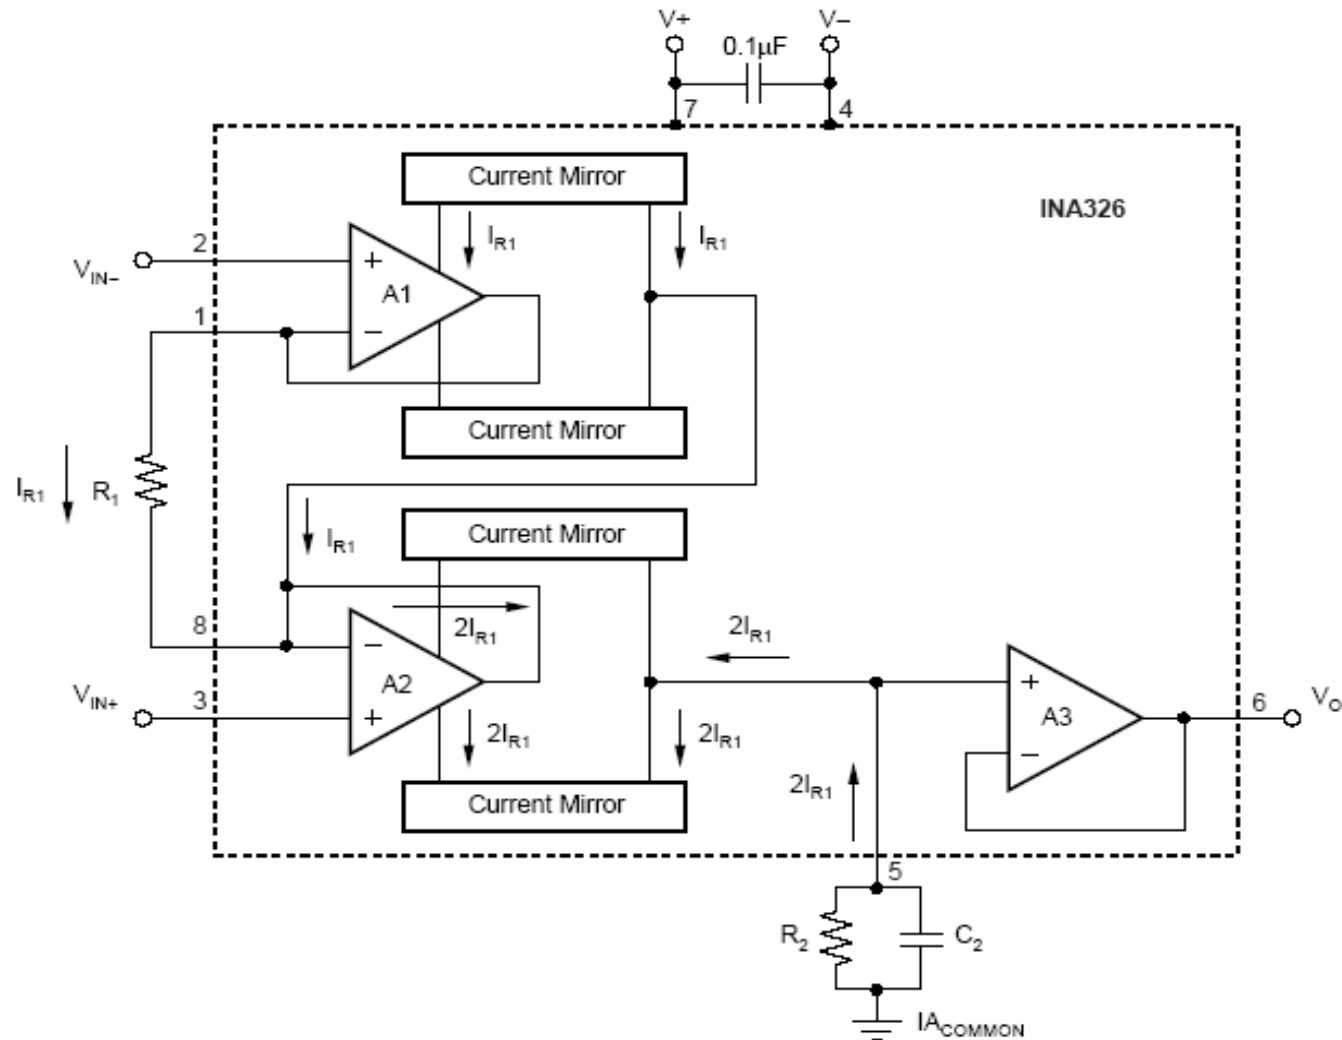 V+
V–
0.1µF
7
4
Current Mirror
INA326
I_R1
I_R1
2
V_IN–
+
A1
1
–
Current Mirror
I_R1
R_1
Current Mirror
I_R1
2I_R1
8
–
2I_R1
A2
V_IN+
3
+
+
A3
6
V_O
2I_R1
2I_R1
–
2I_R1
Current Mirror
5
R_2
C_2
IA_COMMON